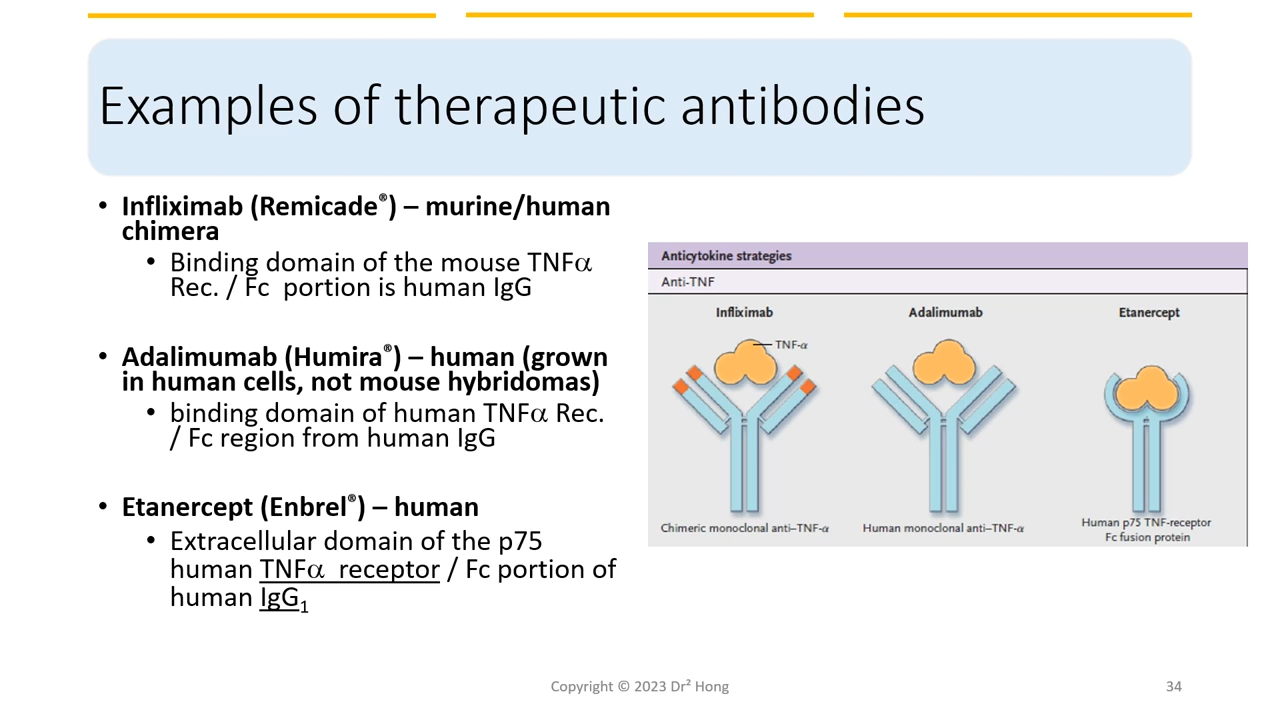 Examples of therapeutic antibodies
• Infliximab (Remicade®) – murine/human
chimera
• Binding domain of the mouse TNFα
Rec. / Fc  portion is human IgG
• Adalimumab (Humira®) – human (grown
in human cells, not mouse hybridomas)
• binding domain of human TNFα Rec.
/ Fc region from human IgG
• Etanercept (Enbrel®) – human
• Extracellular domain of the p75
human TNFα  receptor / Fc portion of
human IgG₁
Anticytokine strategies
Anti-TNF
Infliximab
Adalimumab
Etanercept
TNF-α
Chimeric monoclonal anti–TNF-α
Human monoclonal anti–TNF-α
Human p75 TNF-receptor
Fc fusion protein
Copyright © 2023 Dr² Hong
34